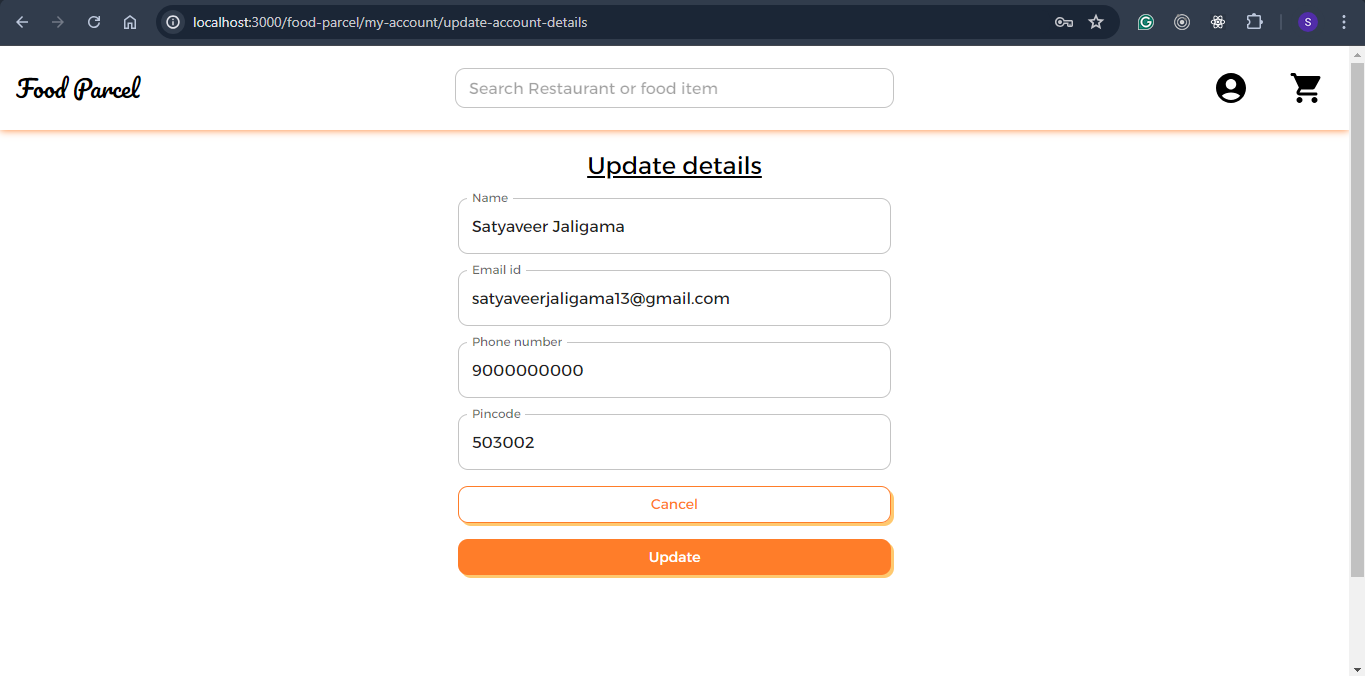 localhost:3000/food-parcel/my-account/update-account-details
S
Food Parcel
Search Restaurant or food item
Update details
Name
Satyaveer Jaligama
Email id
satyaveerjaligama13@gmail.com
Phone number
9000000000
Pincode
503002
Cancel
Update